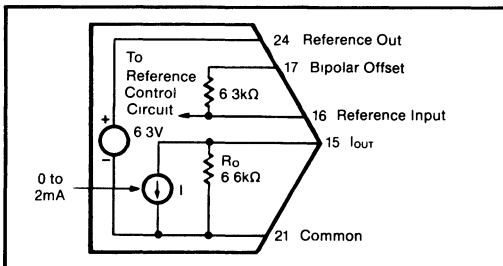 24 Reference Out
17 Bipolar Offset
To
Reference
Control
Circuit
6 3kΩ
16 Reference Input
15 IOUT
+
6 3V
−
RO
6 6kΩ
0 to
2mA
I
21 Common